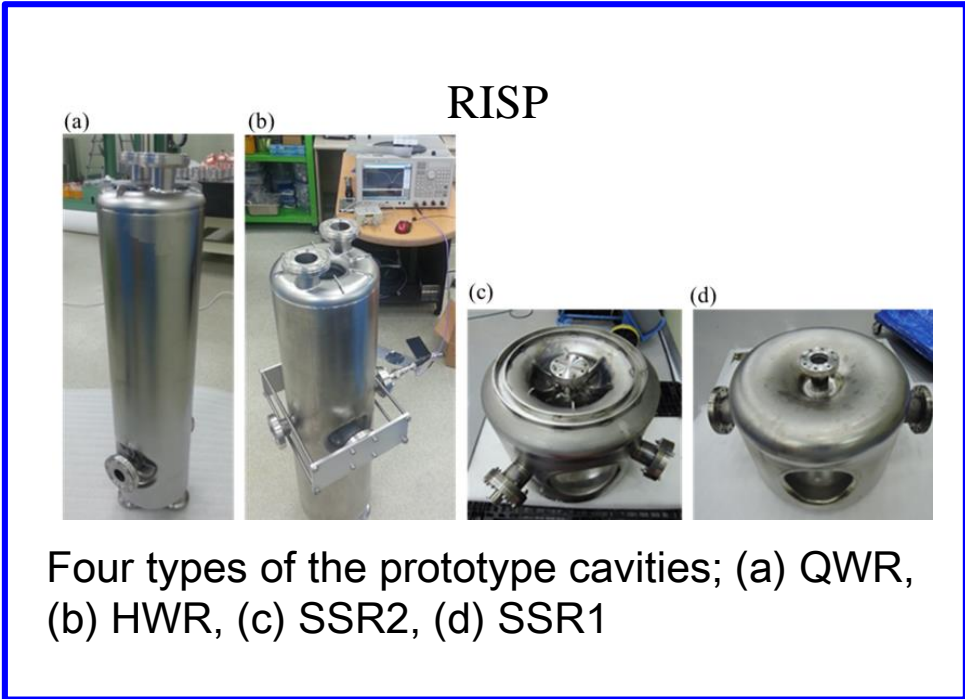 RISP
(a)
(b)
(c)
(d)
Four types of the prototype cavities; (a) QWR,
(b) HWR, (c) SSR2, (d) SSR1